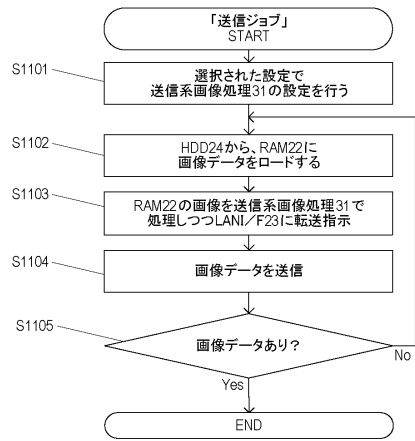 「送信ジョブ」
START
S1101
選択された設定で
送信系画像処理31の設定を行う
S1102
HDD24から、RAM22に
画像データをロードする
S1103
RAM22の画像を送信系画像処理31で
処理しつつLANI/F23に転送指示
S1104
画像データを送信
S1105
画像データあり？
No
Yes
END